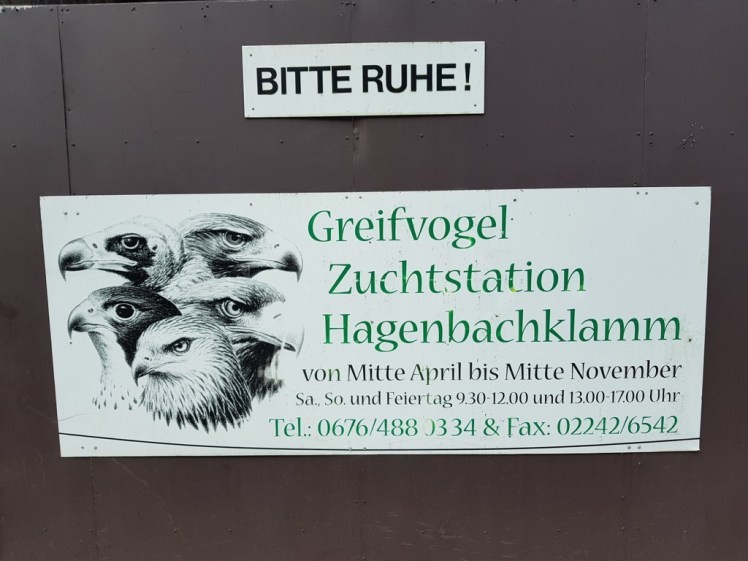 BITTE RUHE!
Greifvogel
Zuchtstation
Hagenbachklamm
von Mitte April bis Mitte November
Sa., So. und Feiertag 9.30-12.00 und 13.00-17.00 Uhr
Tel.: 0676/488 0334 & Fax: 02242/6542